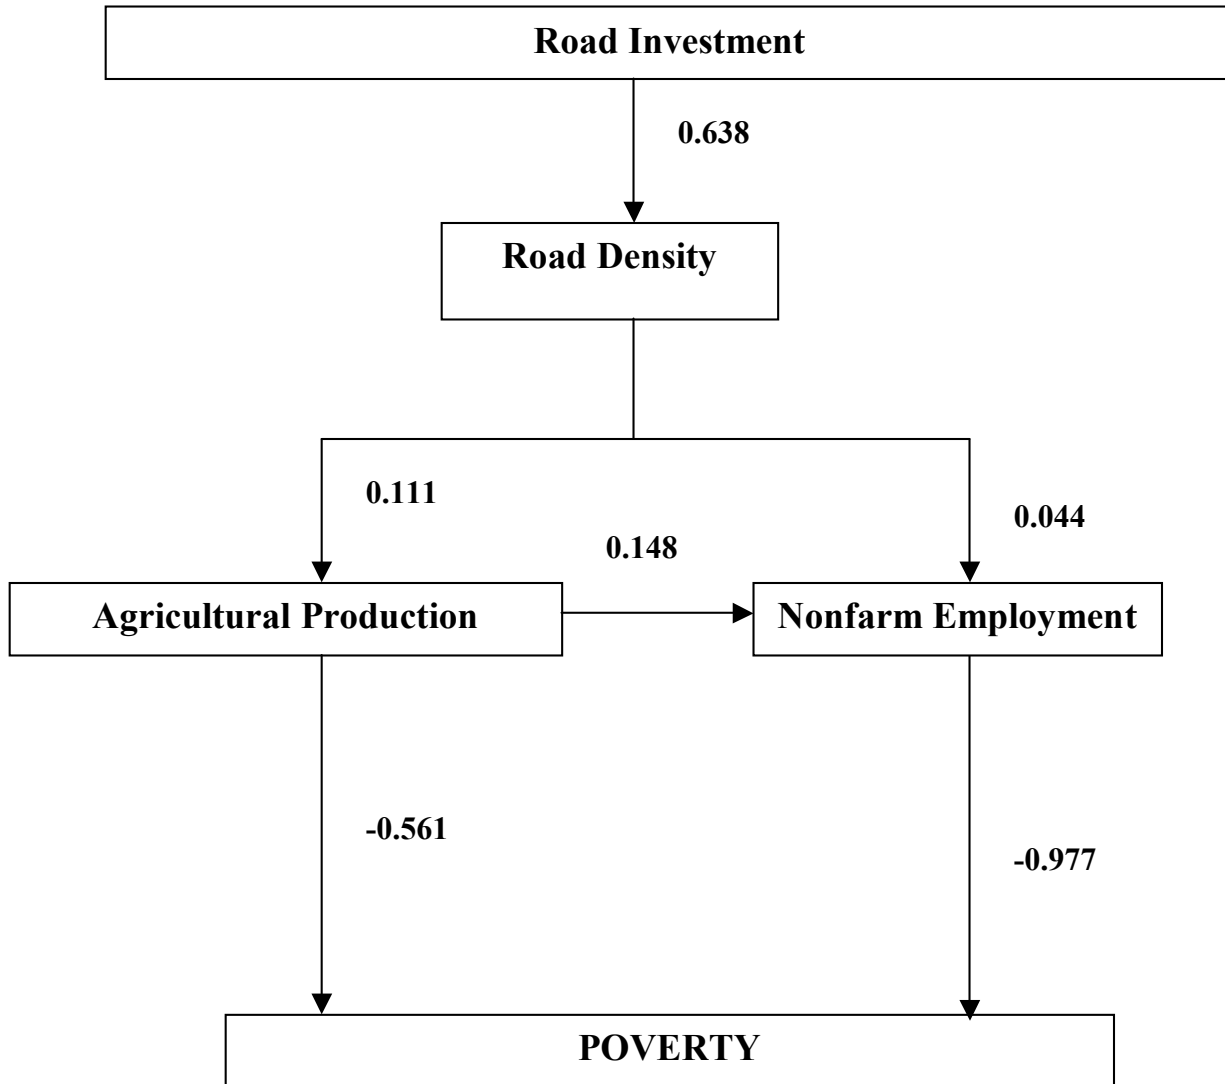 Road Investment
0.638
Road Density
0.111
0.044
0.148
Agricultural Production
Nonfarm Employment
-0.561
-0.977
POVERTY